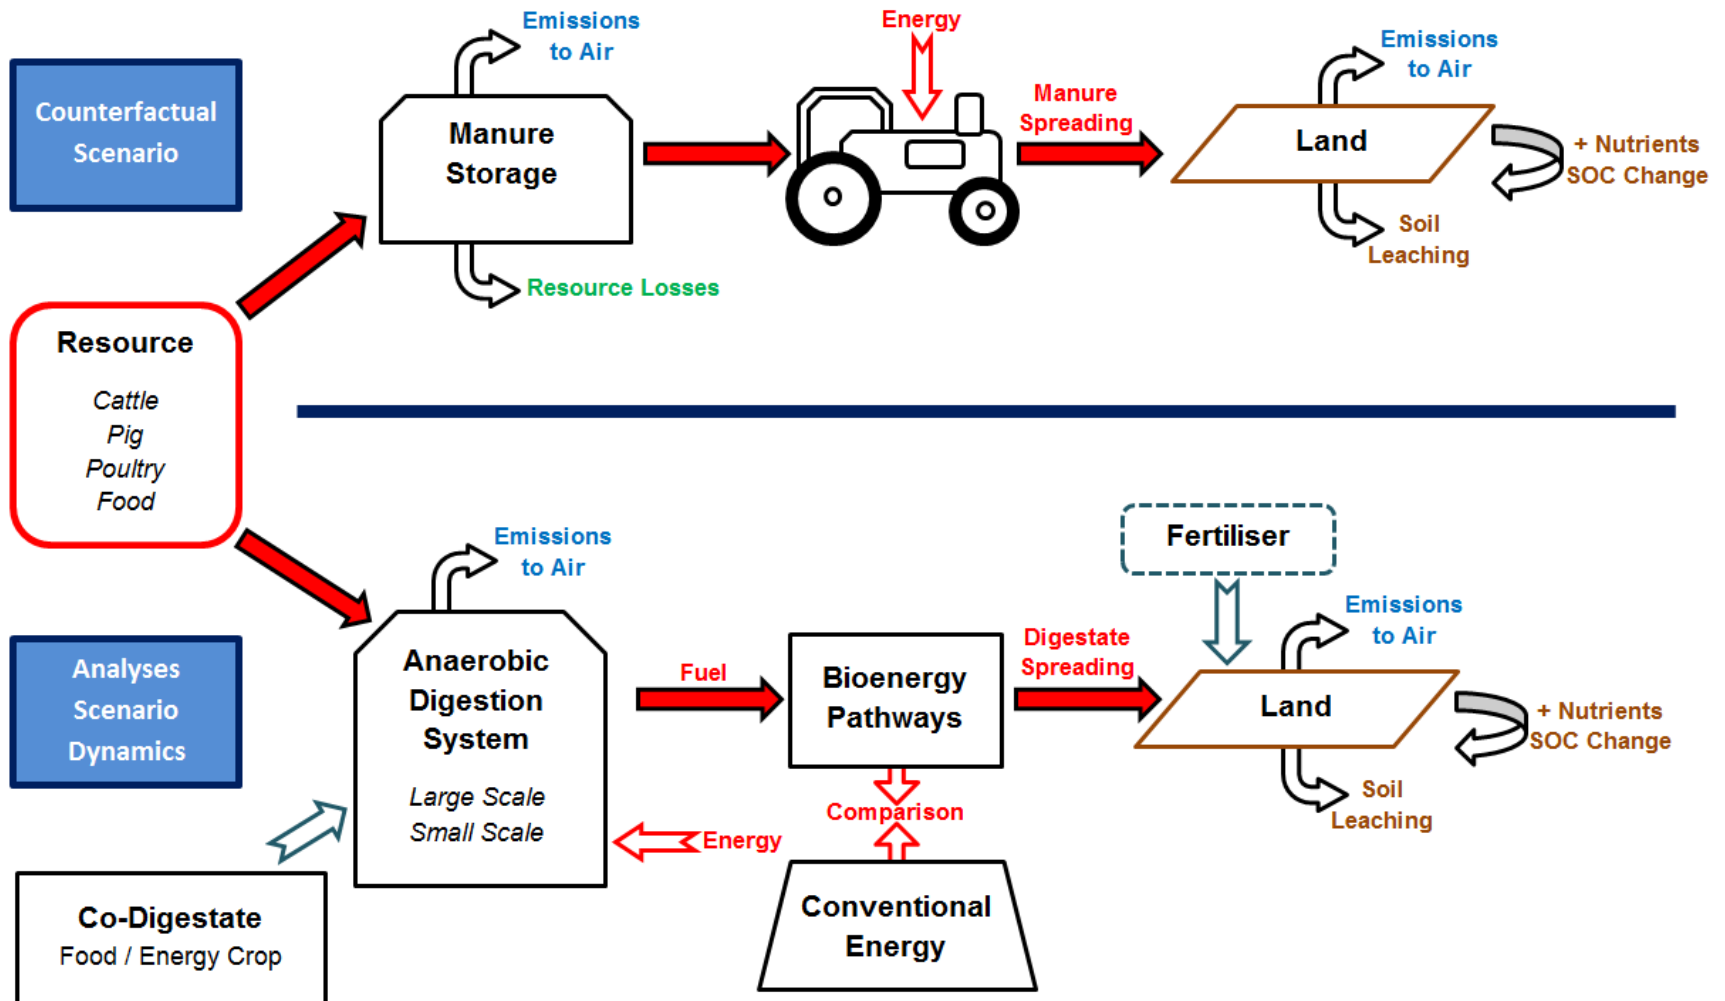 Counterfactual
Scenario
Emissions
to Air
Manure
Storage
Resource Losses
Energy
Manure
Spreading
Emissions
to Air
Land
+ Nutrients
SOC Change
Soil
Leaching
Resource
Cattle
Pig
Poultry
Food
Analyses
Scenario
Dynamics
Emissions
to Air
Anaerobic
Digestion
System
Large Scale
Small Scale
Fuel
Energy
Bioenergy
Pathways
Comparison
Conventional
Energy
Digestate
Spreading
Fertiliser
Emissions
to Air
Land
+ Nutrients
SOC Change
Soil
Leaching
Co-Digestate
Food / Energy Crop